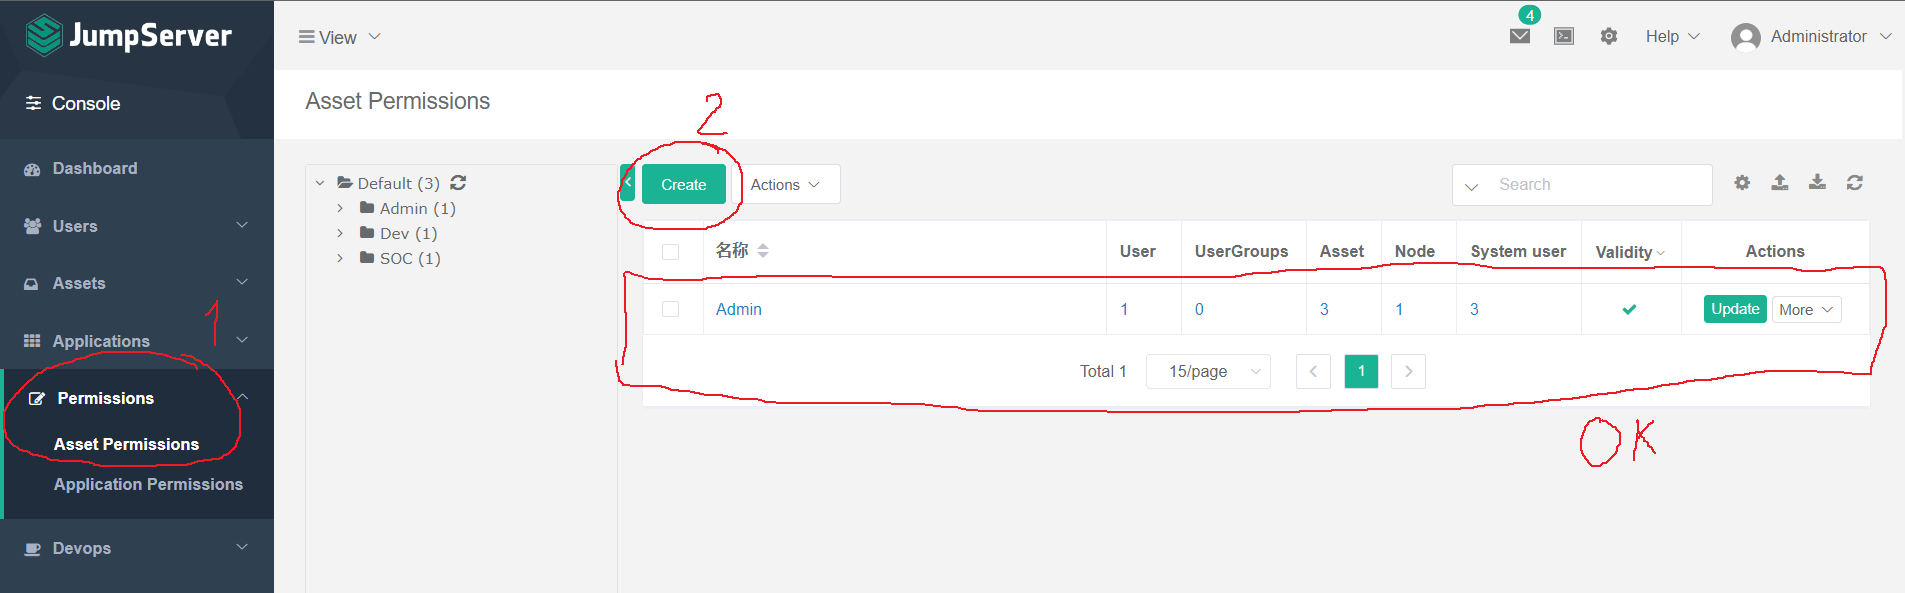 JumpServer
View
4
Help
Administrator
Console
Asset Permissions
2
Dashboard
Default (3)
Create
Actions
Search
Admin (1)
Users
Dev (1)
名称
User
UserGroups
Asset
Node
System user
Validity
Actions
SOC (1)
Assets
1
Admin
1
0
3
1
3
Update
More
Applications
Total 1
15/page
1
Permissions
OK
Asset Permissions
Application Permissions
Devops